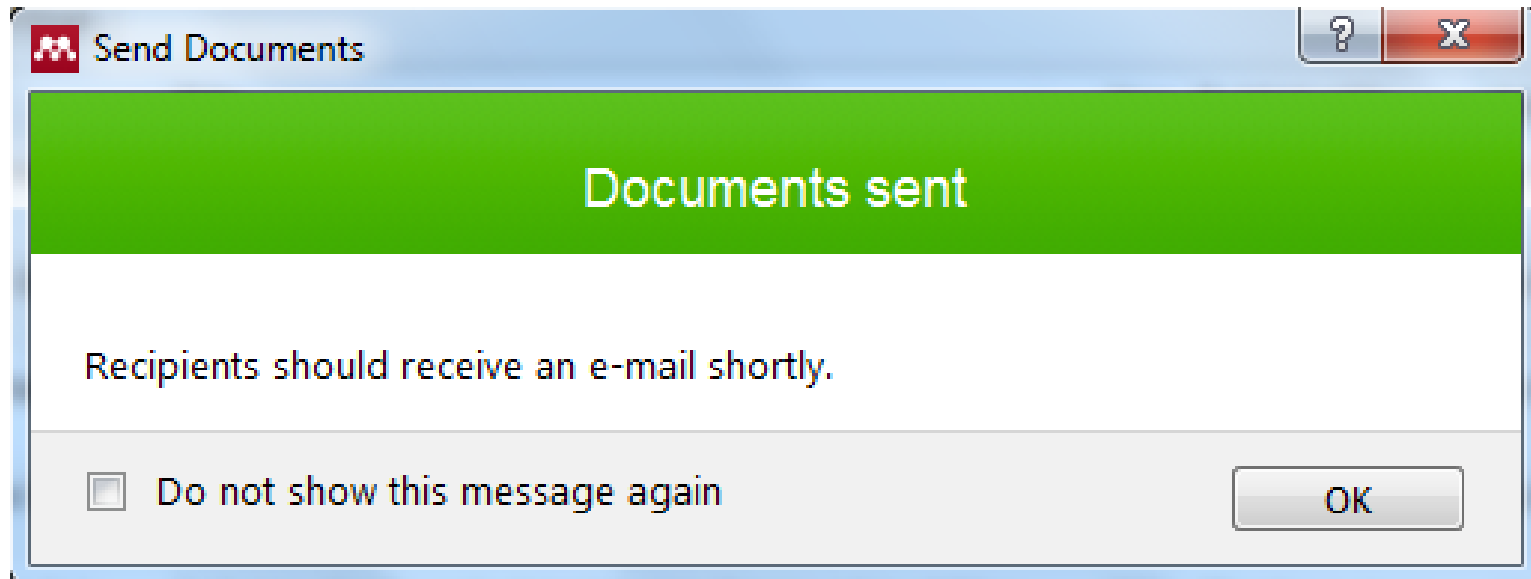 Send Documents
Documents sent
Recipients should receive an e-mail shortly.
Do not show this message again
OK